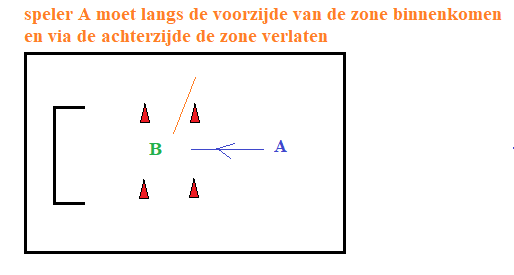 speler A moet langs de voorzijde van de zone binnenkomen
en via de achterzijde de zone verlaten
B A